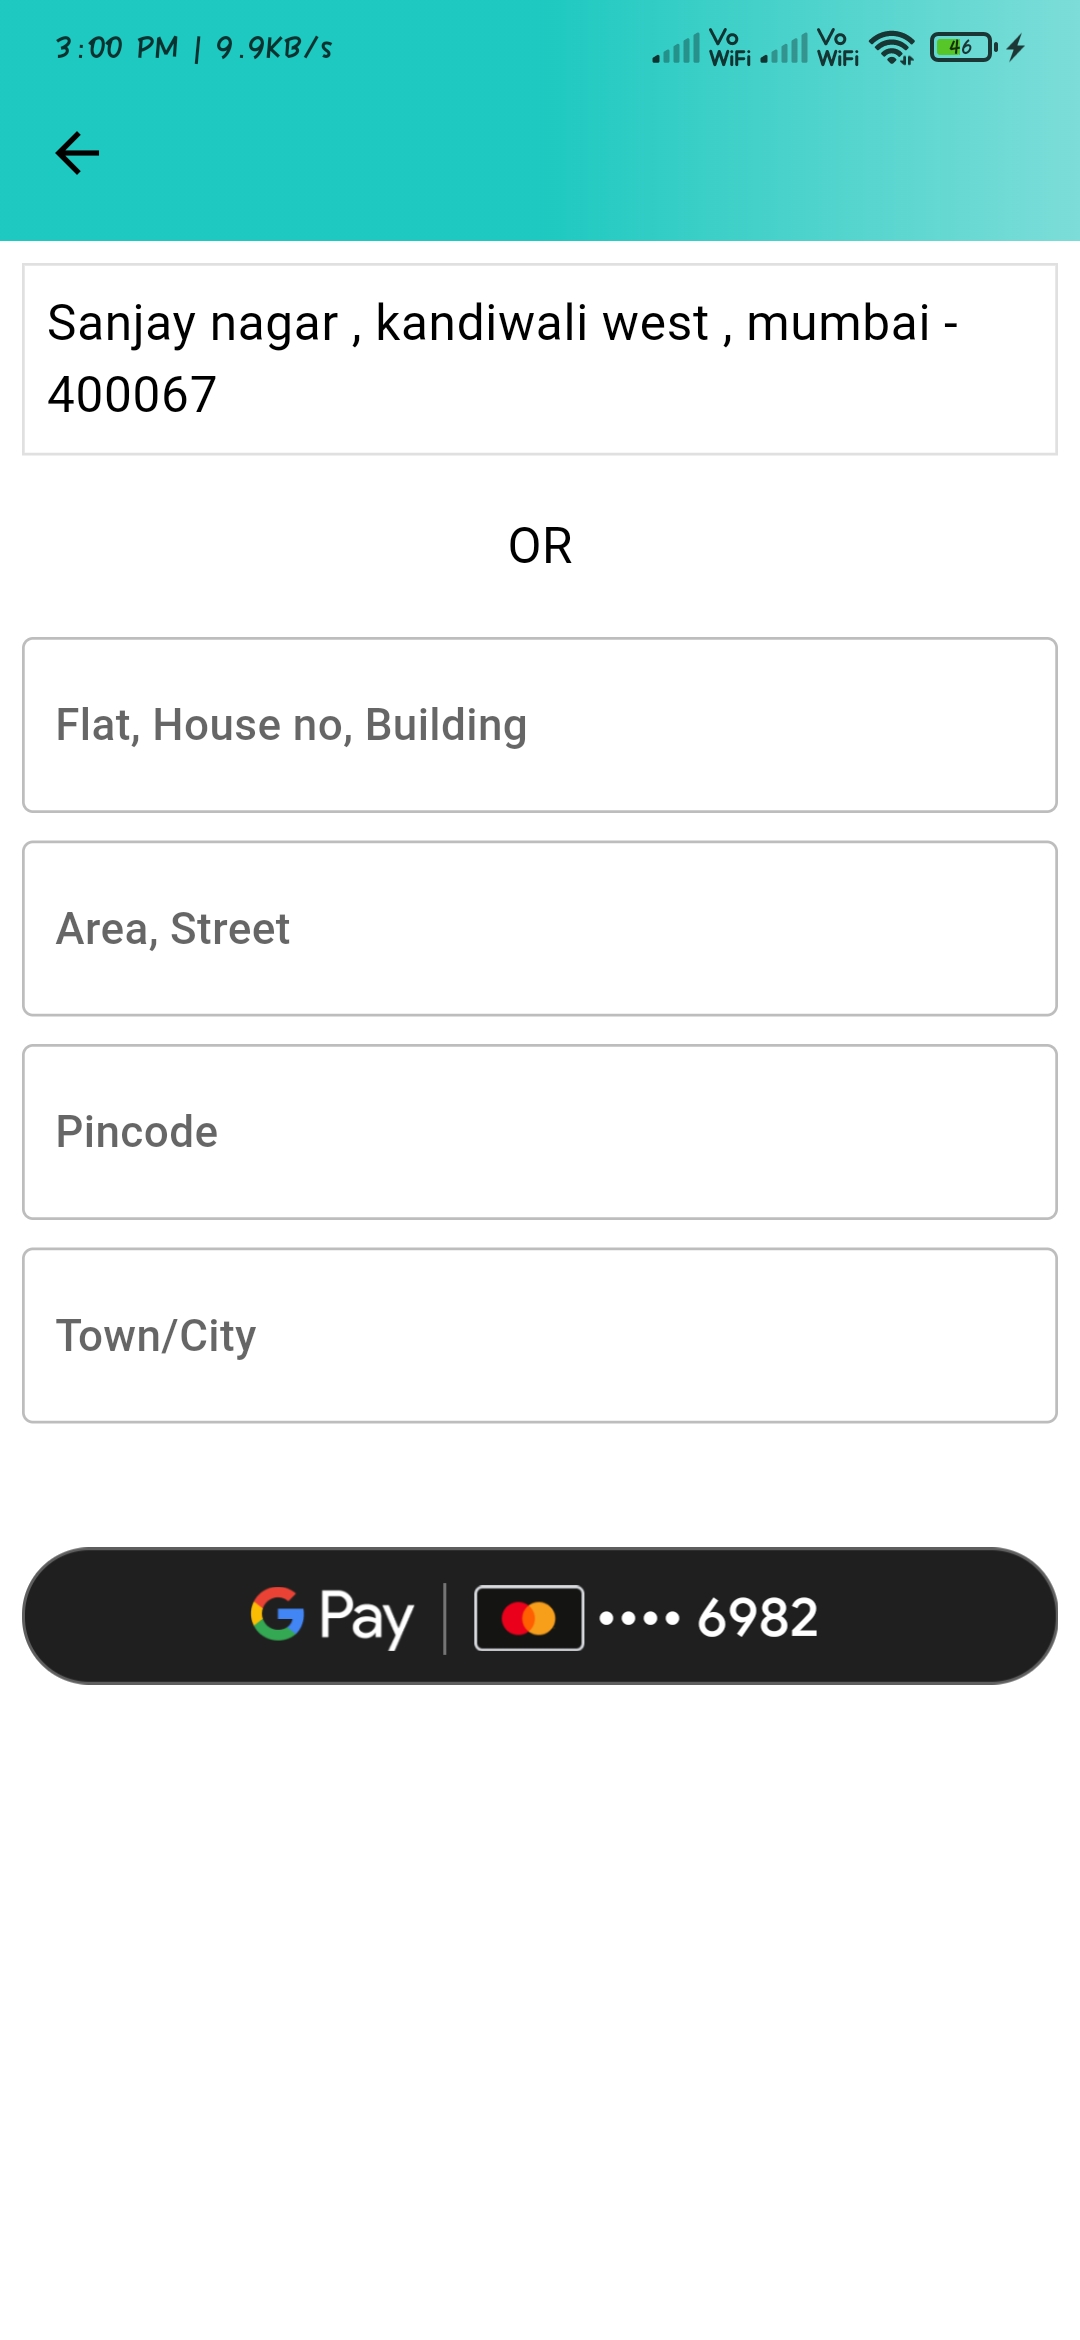 3:00 PM | 9.9KB/s Vo WiFi Vo WiFi 46
Sanjay nagar , kandiwali west , mumbai -
400067
OR
Flat, House no, Building
Area, Street
Pincode
Town/City
G Pay •••• 6982